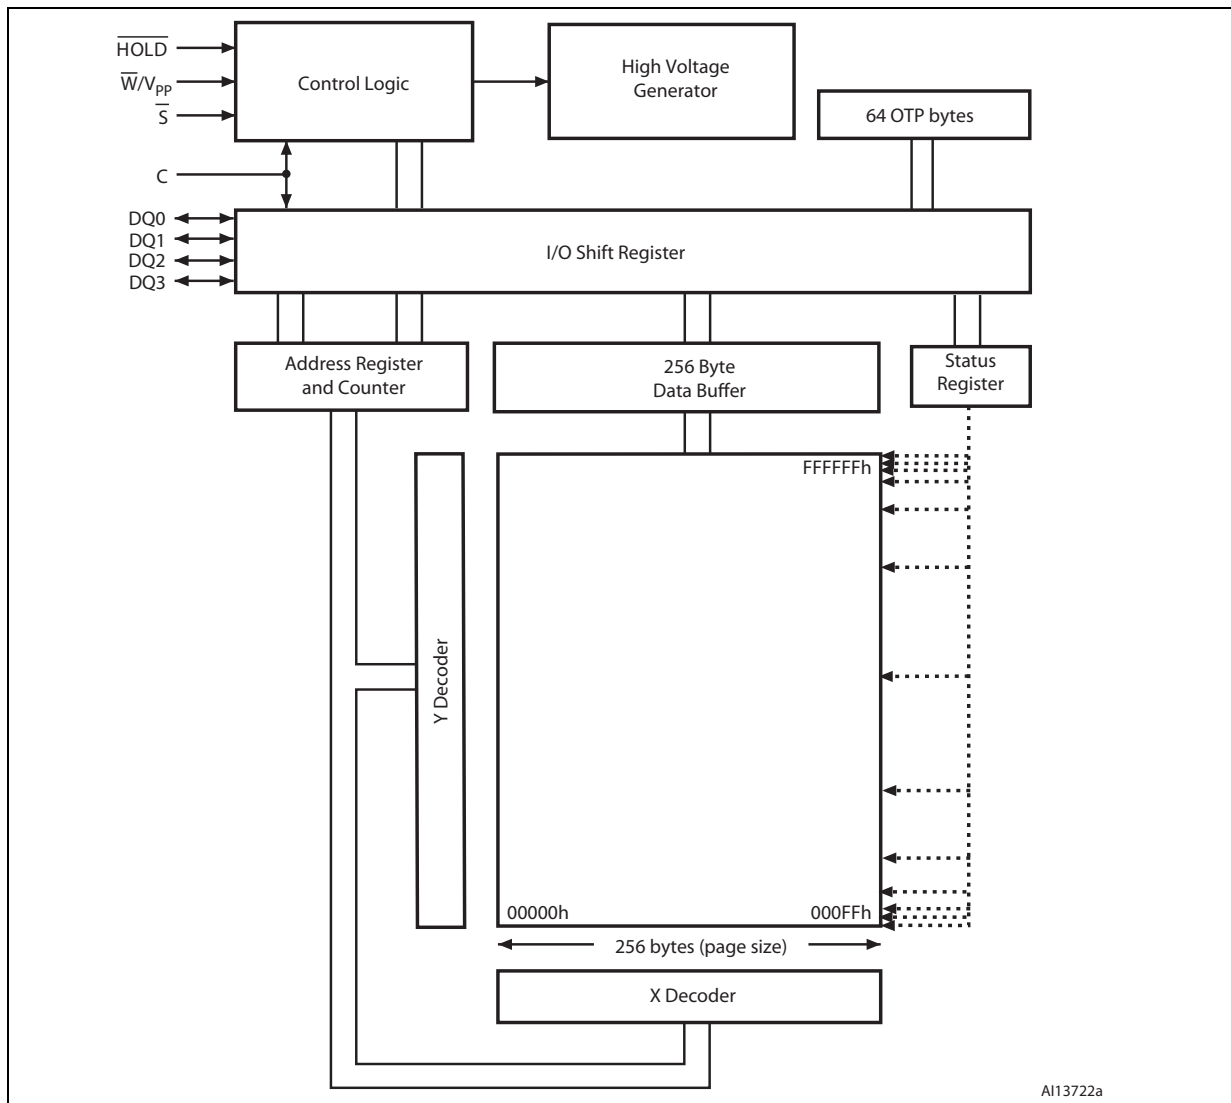 HOLD
W/VPP
S
C
DQ0
DQ1
DQ2
DQ3
Control Logic
High Voltage
Generator
64 OTP bytes
I/O Shift Register
Address Register
and Counter
256 Byte
Data Buffer
Status
Register
FFFFFFh
Y Decoder
00000h
000FFh
256 bytes (page size)
X Decoder
AI13722a